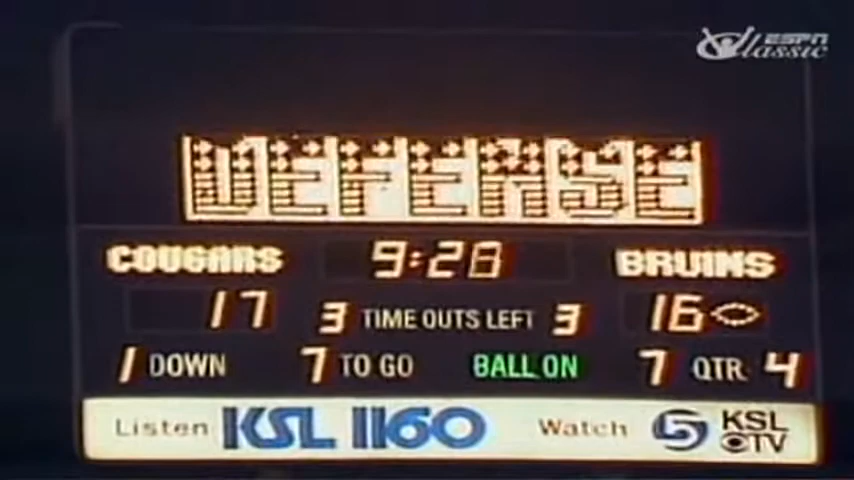 ESPN
Classic
DEFENSE
COUGARS 9:28 BRUINS
17 3 TIME OUTS LEFT 3 16
1 DOWN 7 TO GO BALL ON 7 QTR 4
Listen KSL 1160 Watch 5 KSL
TV